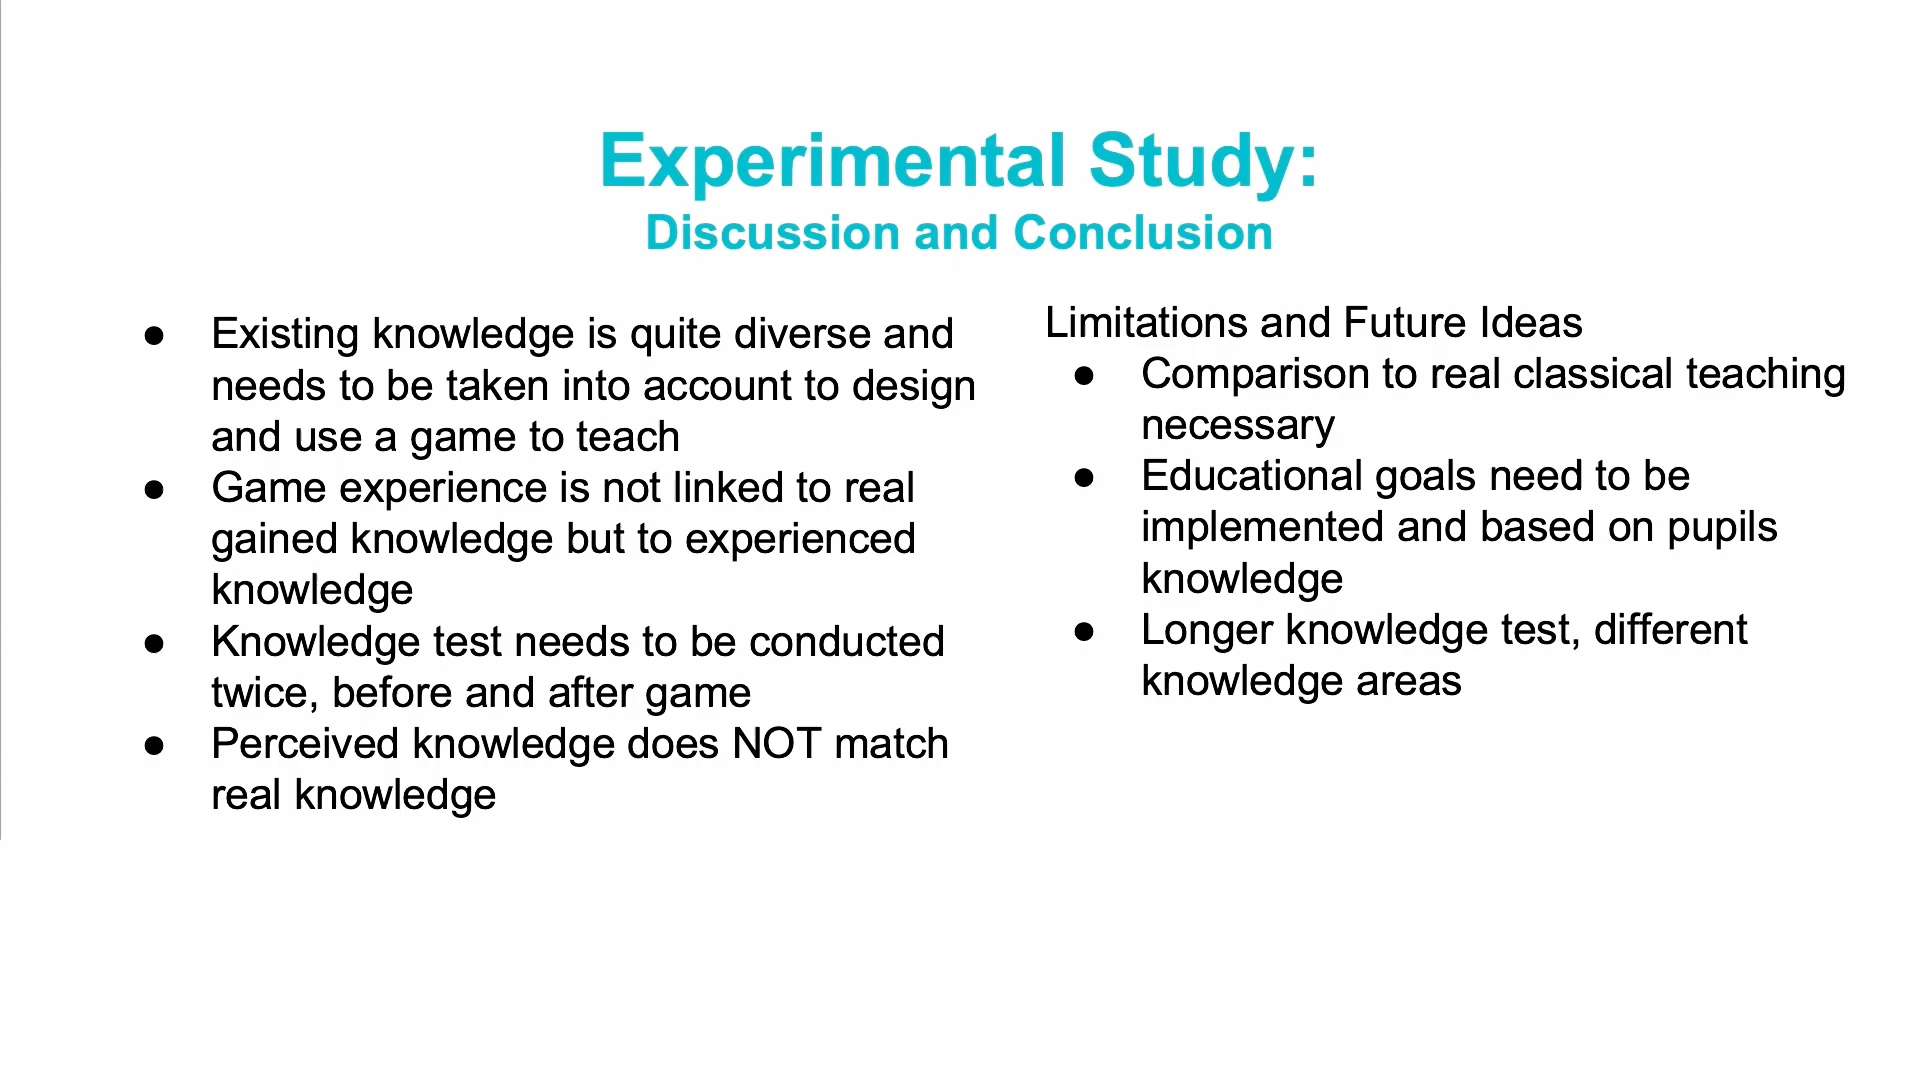 Experimental Study:
Discussion and Conclusion
● Existing knowledge is quite diverse and
needs to be taken into account to design
and use a game to teach
● Game experience is not linked to real
gained knowledge but to experienced
knowledge
● Knowledge test needs to be conducted
twice, before and after game
● Perceived knowledge does NOT match
real knowledge
Limitations and Future Ideas
● Comparison to real classical teaching
necessary
● Educational goals need to be
implemented and based on pupils
knowledge
● Longer knowledge test, different
knowledge areas